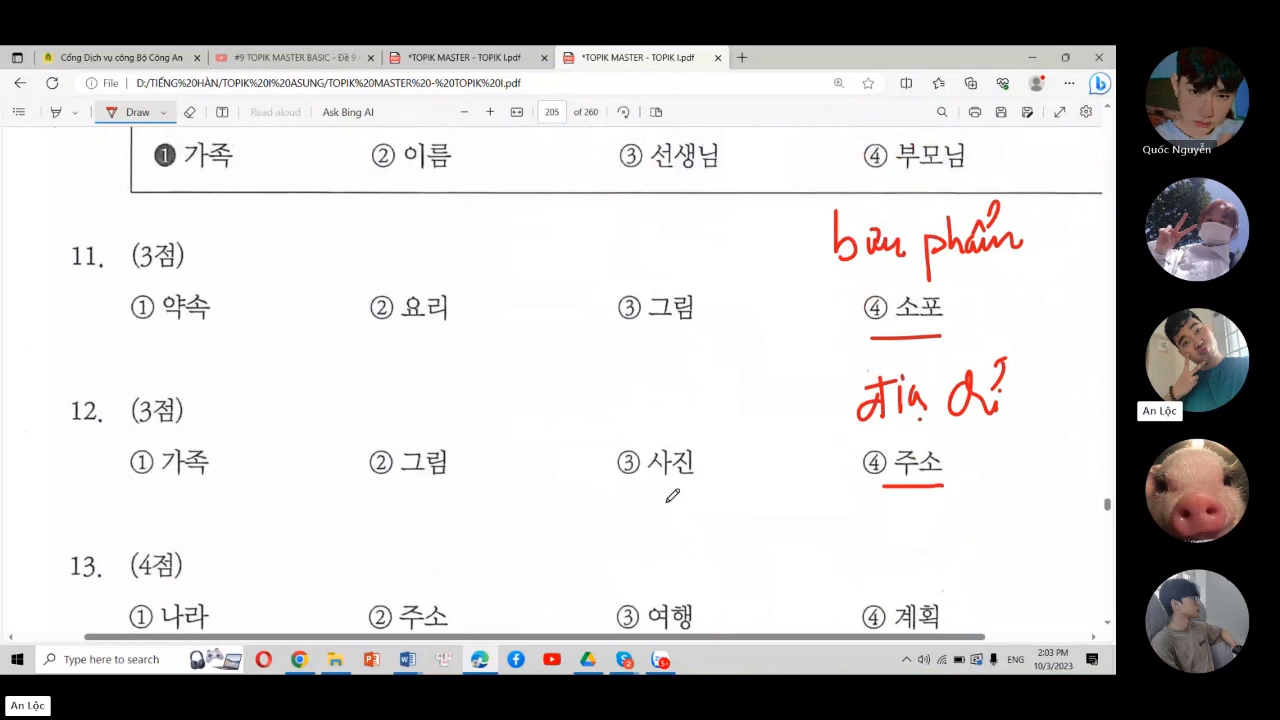 Cổng Dịch vụ công Bộ Công An
#9 TOPIK MASTER BASIC - Đề 9
*TOPIK MASTER - TOPIK I.pdf
*TOPIK MASTER - TOPIK I.pdf
File D:/TIẾNG%20HÀN/TOPIK%20I%20ASUNG/TOPIK%20MASTER%20-%20TOPIK%20I.pdf
Draw Read aloud Ask Bing AI 205 of 260
❶ 가족 ② 이름 ③ 선생님 ④ 부모님
bưu phẩm
11. (3점)
① 약속 ② 요리 ③ 그림 ④ 소포
địa chỉ
12. (3점)
① 가족 ② 그림 ③ 사진 ④ 주소
13. (4점)
① 나라 ② 주소 ③ 여행 ④ 계획
Type here to search
ENG
2:03 PM
10/3/2023
Quốc Nguyễn
An Lộc
An Lộc